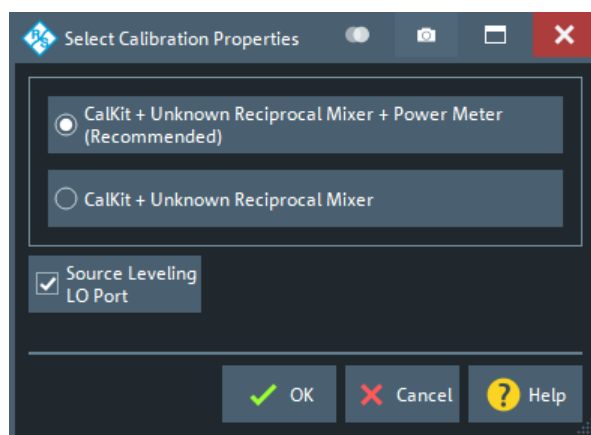 Select Calibration Properties
CalKit + Unknown Reciprocal Mixer + Power Meter
(Recommended)
CalKit + Unknown Reciprocal Mixer
Source Leveling
LO Port
OK Cancel ? Help